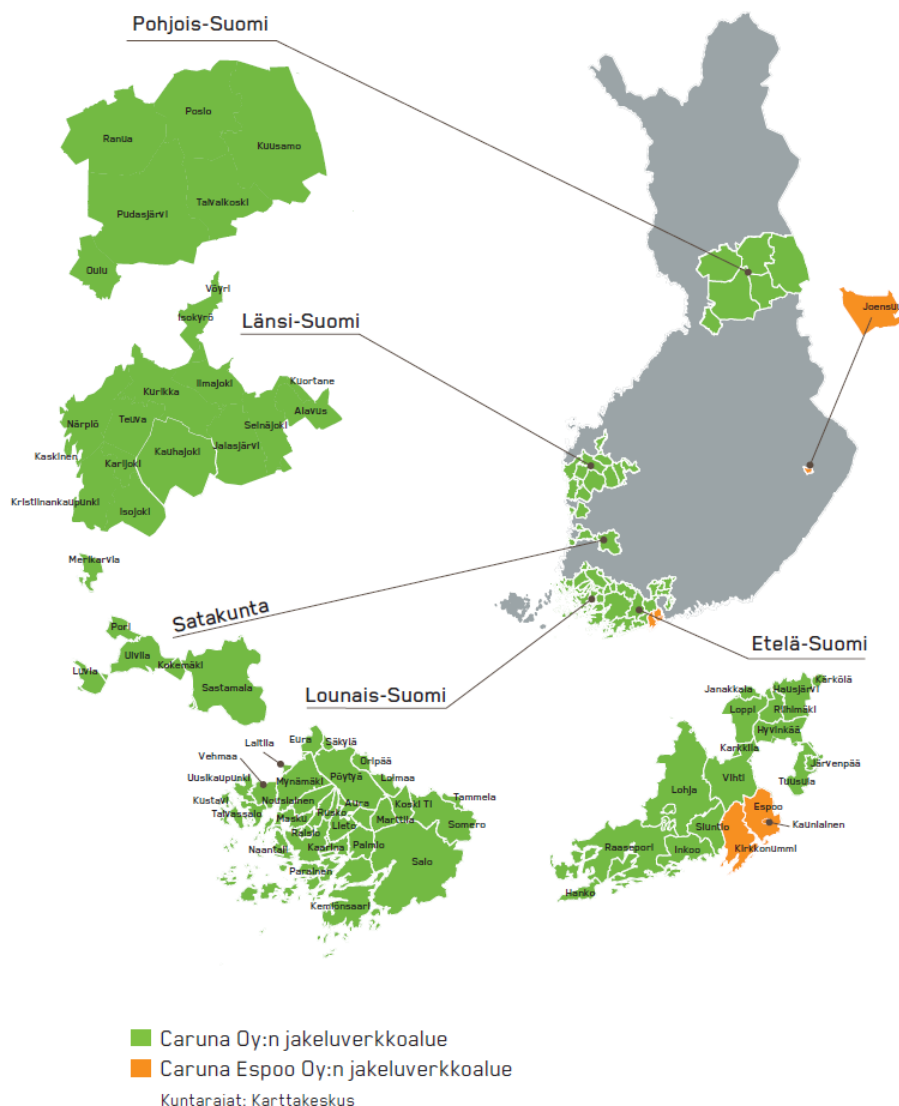 Pohjois-Suomi
Posio
Ranua
Kuusamo
Taivalkoski
Pudasjärvi
Oulu
Vöyri
Isokyrö
Länsi-Suomi
Joensuu
Ilmajoki
Kuortane
Kurikka
Alavus
Närpiö
Teuva
Seinäjoki
Kauhajoki
Jalasjärvi
Kaskinen
Karijoki
Kristiinankaupunki
Isojoki
Merikarvia
Satakunta
Pori
Ulvila
Kokemäki
Luvia
Sastamala
Etelä-Suomi
Lounais-Suomi
Kärkölä
Janakkala
Hausjärvi
Loppi
Riihimäki
Hyvinkää
Karkkila
Järvenpää
Tuusula
Vihti
Lohja
Espoo
Kauniainen
Siuntio
Kirkkonummi
Raasepori
Inkoo
Hanko
Eura
Säkylä
Laitila
Vehmaa
Oripää
Uusikaupunki
Mynämäki
Pöytyä
Loimaa
Kustavi
Nousiainen
Aura
Koski Tl
Tammela
Taivassalo
Masku
Rusko
Marttila
Somero
Raisio
Lieto
Naantali
Kaarina
Paimio
Salo
Parainen
Kemiönsaari
Caruna Oy:n jakeluverkkoalue
Caruna Espoo Oy:n jakeluverkkoalue
Kuntarajat: Karttakeskus